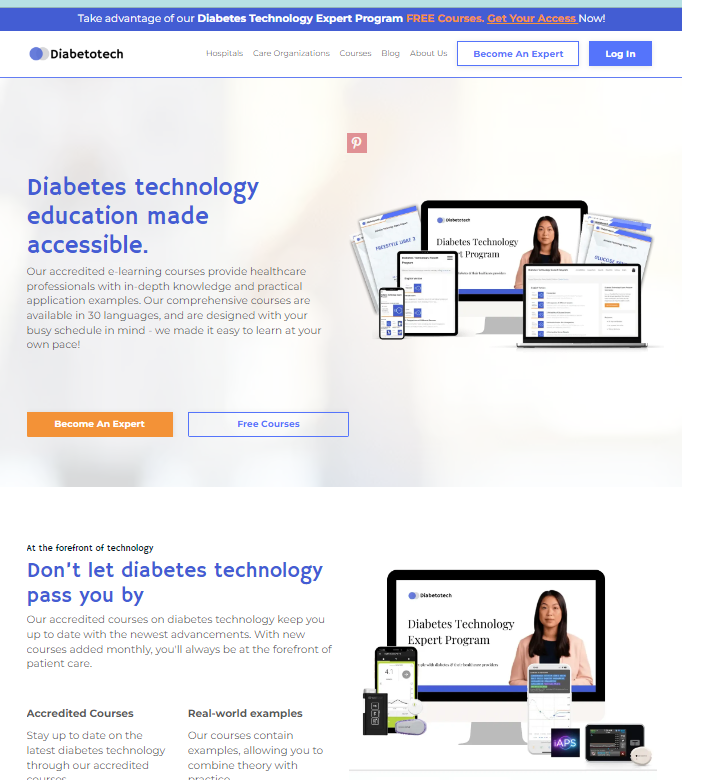 Take advantage of our Diabetes Technology Expert Program FREE Courses. Get Your Access Now!
Diabetotech
Hospitals Care Organizations Courses Blog About Us Become An Expert Log In
Diabetes technology
education made
accessible.
Our accredited e-learning courses provide healthcare
professionals with in-depth knowledge and practical
application examples. Our comprehensive courses are
available in 30 languages, and are designed with your
busy schedule in mind - we made it easy to learn at your
own pace!
Diabetotech
Diabetes Technology
Program
FREESTYLE LIBRE 3
Become An Expert Free Courses
At the forefront of technology
Don't let diabetes technology
pass you by
Our accredited courses on diabetes technology keep you
up to date with the newest advancements. With new
courses added monthly, you'll always be at the forefront of
patient care.
Diabetotech
Diabetes Technology
Expert Program
iAPS
Accredited Courses Real-world examples
Stay up to date on the Our courses contain
latest diabetes technology examples, allowing you to
through our accredited combine theory with
courses practice